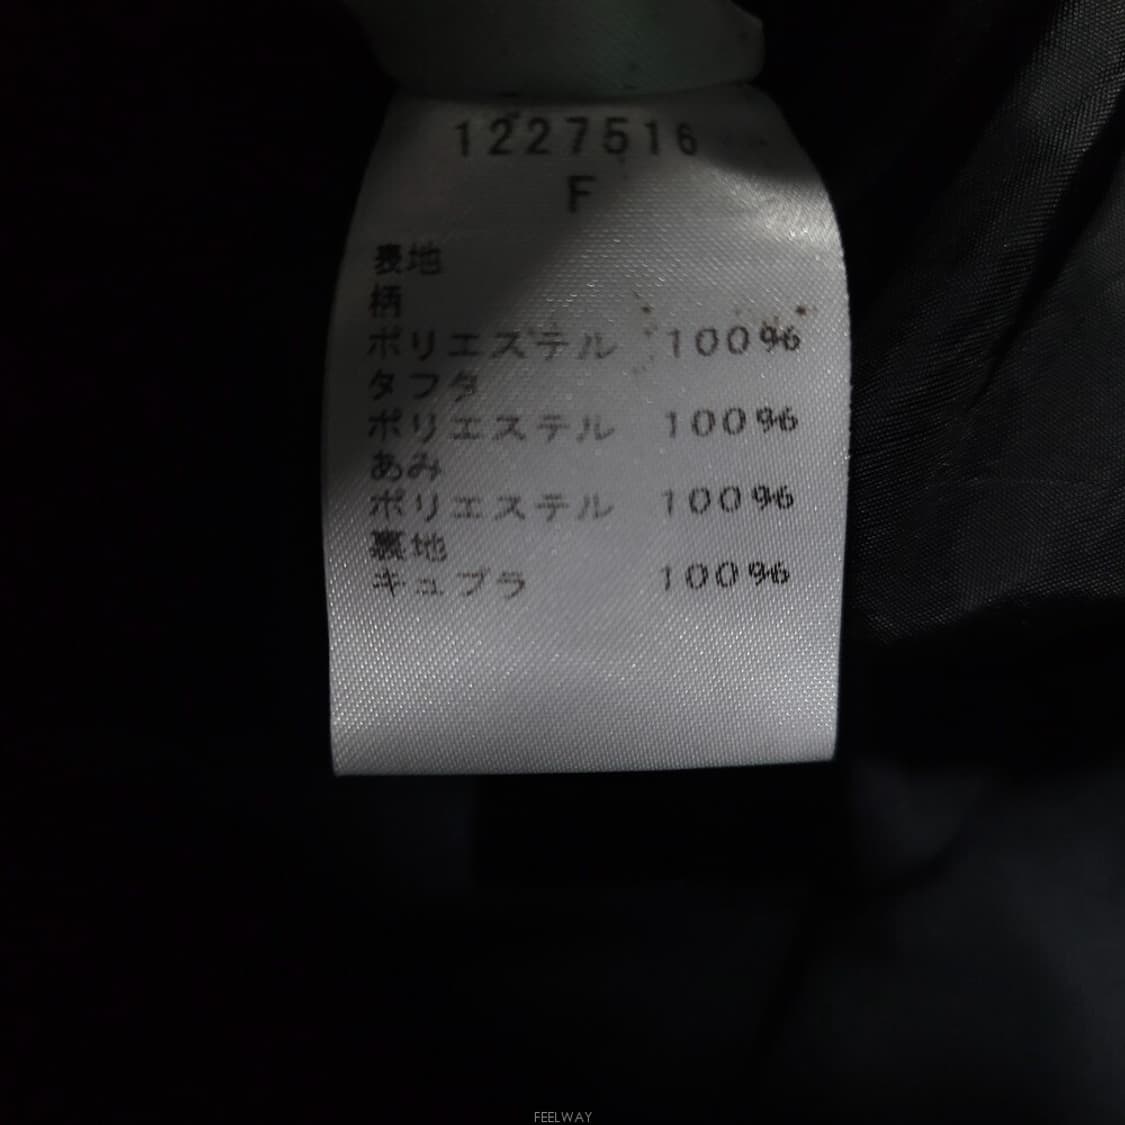 1227516
F
表地
柄
ポリエステル 100%
タフタ
ポリエステル 100%
あみ
ポリエステル 100%
裏地
キュプラ 100%
FEELWAY